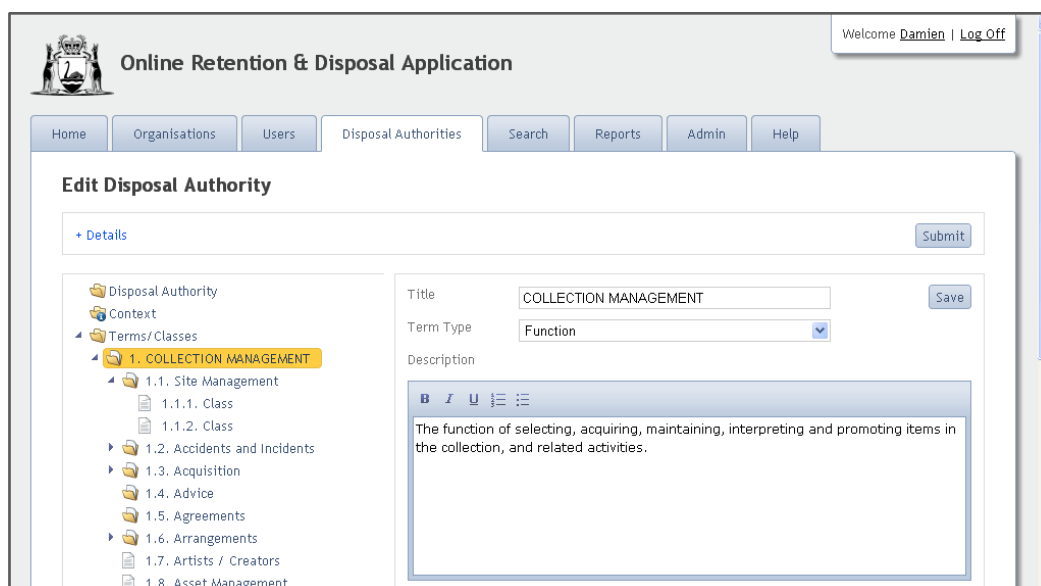 Welcome Damien | Log Off
Online Retention & Disposal Application
Home Organisations Users Disposal Authorities Search Reports Admin Help
Edit Disposal Authority
+ Details
Submit
Disposal Authority
Context
Terms/Classes
1. COLLECTION MANAGEMENT
1.1. Site Management
1.1.1. Class
1.1.2. Class
1.2. Accidents and Incidents
1.3. Acquisition
1.4. Advice
1.5. Agreements
1.6. Arrangements
1.7. Artists / Creators
1.8. Asset Management
Title COLLECTION MANAGEMENT Save
Term Type Function
Description
B I U
The function of selecting, acquiring, maintaining, interpreting and promoting items in
the collection, and related activities.